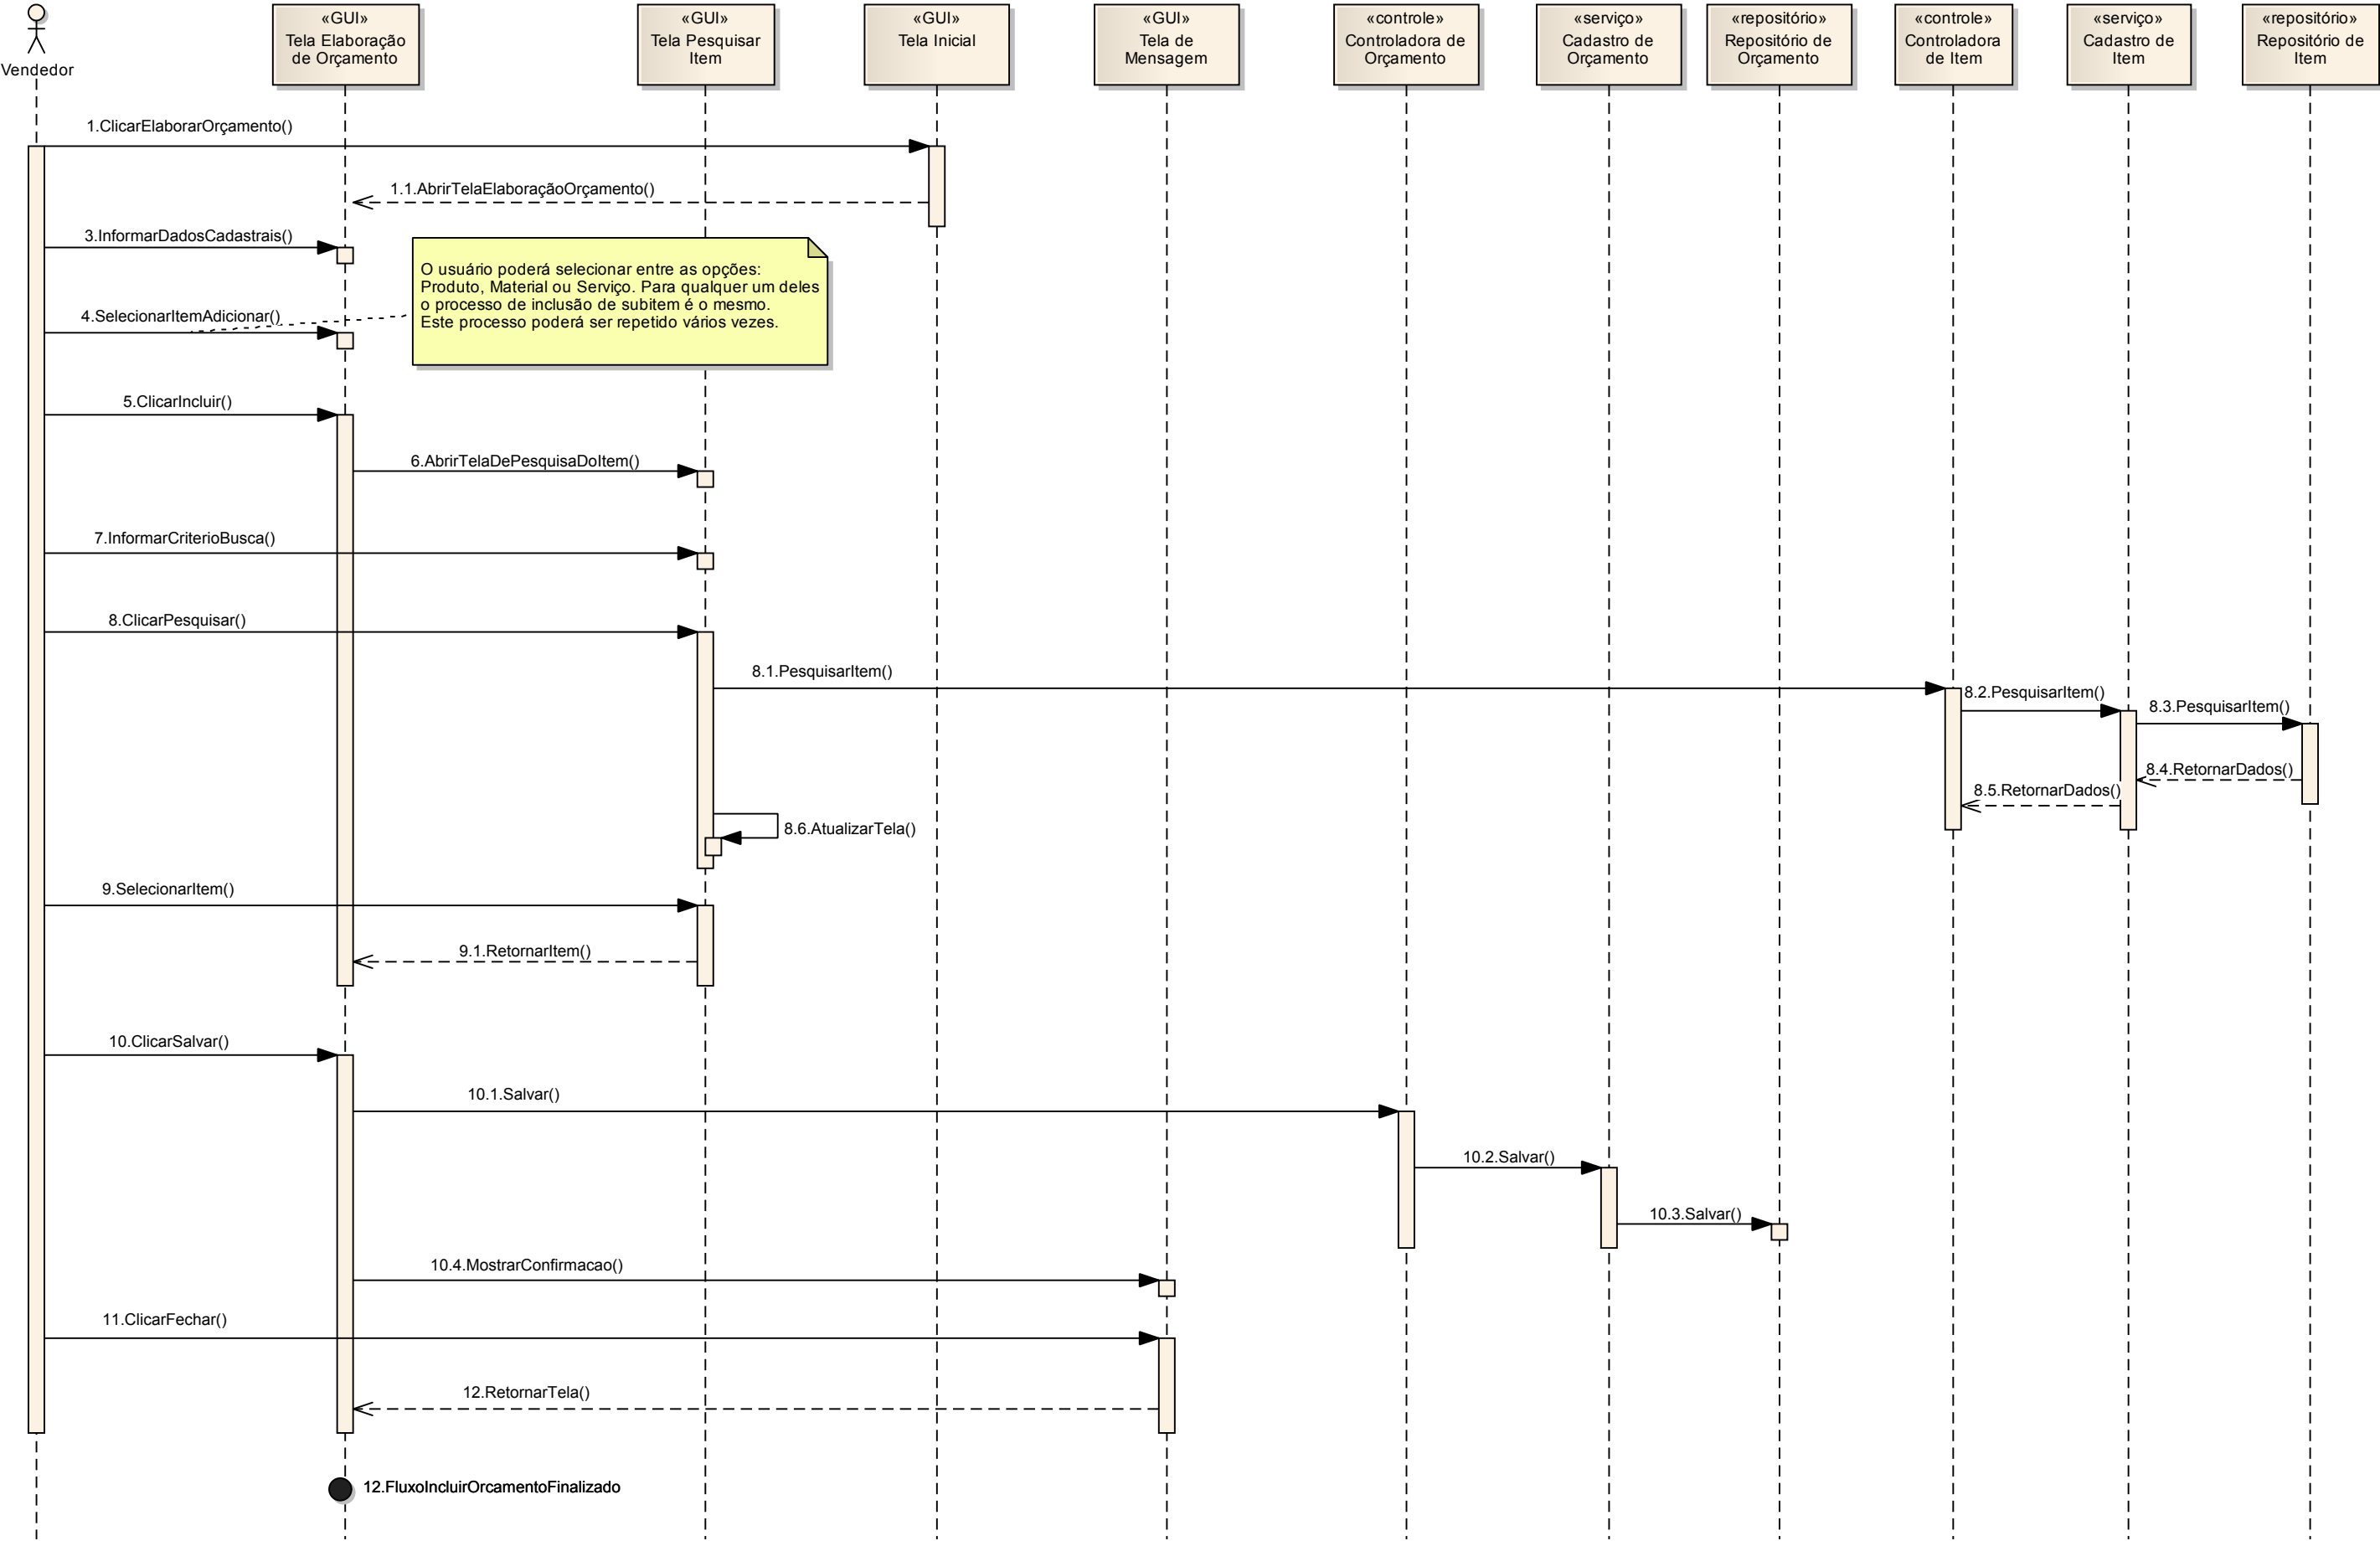 Vendedor
«GUI»
Tela Elaboração
de Orçamento
«GUI»
Tela Pesquisar
Item
«GUI»
Tela Inicial
«GUI»
Tela de
Mensagem
«controle»
Controladora de
Orçamento
«serviço»
Cadastro de
Orçamento
«repositório»
Repositório de
Orçamento
«controle»
Controladora
de Item
«serviço»
Cadastro de
Item
«repositório»
Repositório de
Item
1.ClicarElaborarOrçamento()
1.1.AbrirTelaElaboraçãoOrçamento()
3.InformarDadosCadastrais()
O usuário poderá selecionar entre as opções:
Produto, Material ou Serviço. Para qualquer um deles
o processo de inclusão de subitem é o mesmo.
Este processo poderá ser repetido vários vezes.
4.SelecionarItemAdicionar()
5.ClicarIncluir()
6.AbrirTelaDePesquisaDoItem()
7.InformarCriterioBusca()
8.ClicarPesquisar()
8.1.PesquisarItem()
8.2.PesquisarItem()
8.3.PesquisarItem()
8.4.RetornarDados()
8.5.RetornarDados()
8.6.AtualizarTela()
9.SelecionarItem()
9.1.RetornarItem()
10.ClicarSalvar()
10.1.Salvar()
10.2.Salvar()
10.3.Salvar()
10.4.MostrarConfirmacao()
11.ClicarFechar()
12.RetornarTela()
12.FluxoIncluirOrcamentoFinalizado